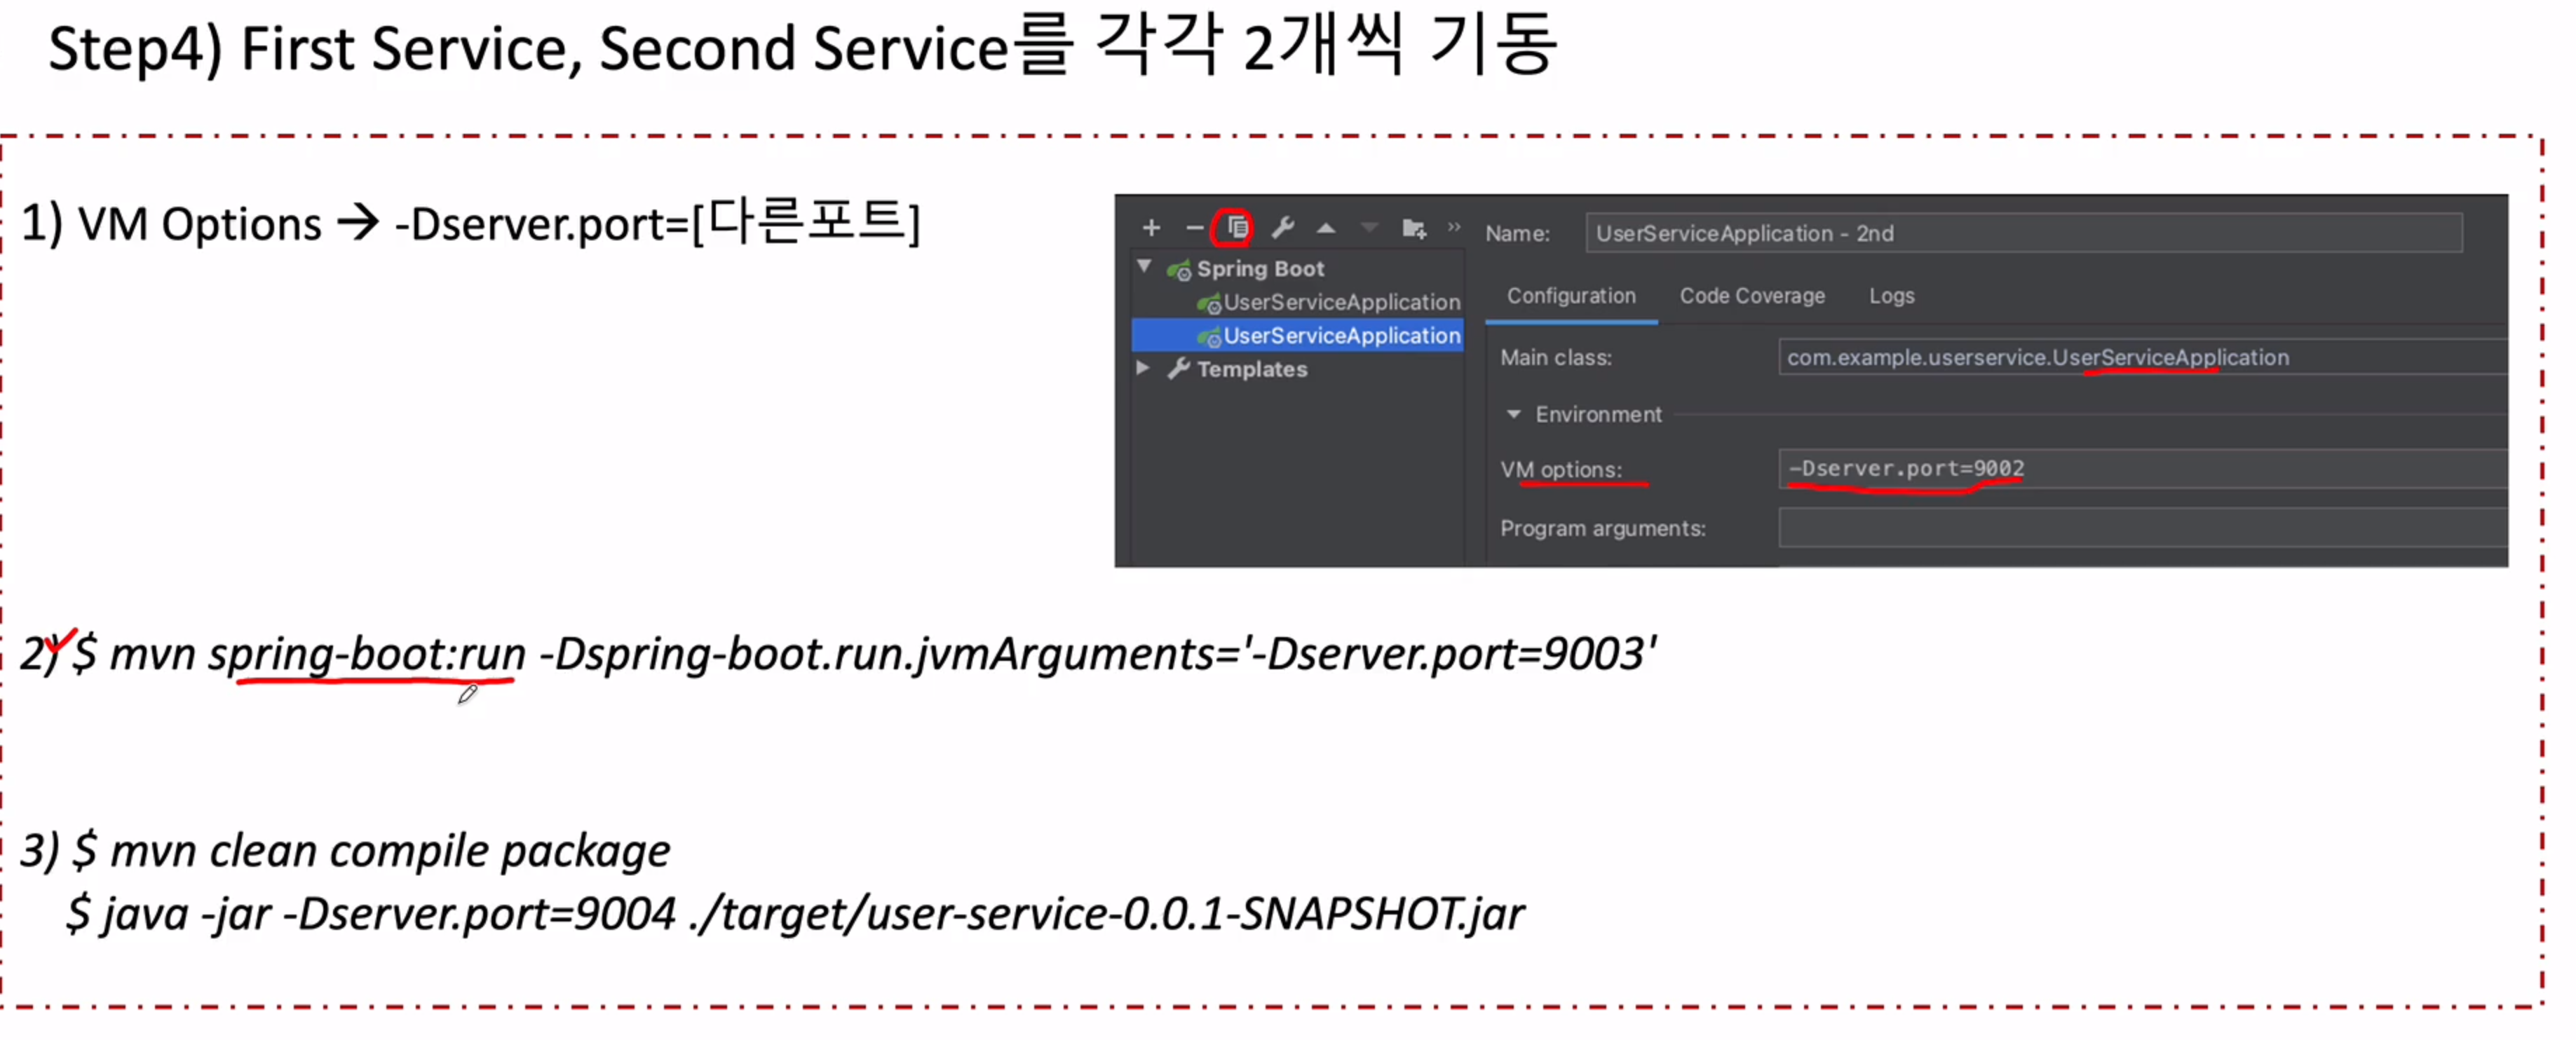 Step4) First Service, Second Service를 각각 2개씩 기동
1) VM Options → -Dserver.port=[다른포트]
Name: UserServiceApplication - 2nd
Spring Boot
UserServiceApplication
UserServiceApplication
Templates
Configuration Code Coverage Logs
Main class: com.example.userservice.UserServiceApplication
Environment
VM options: -Dserver.port=9002
Program arguments:
2) $ mvn spring-boot:run -Dspring-boot.run.jvmArguments='-Dserver.port=9003'
3) $ mvn clean compile package
$ java -jar -Dserver.port=9004 ./target/user-service-0.0.1-SNAPSHOT.jar